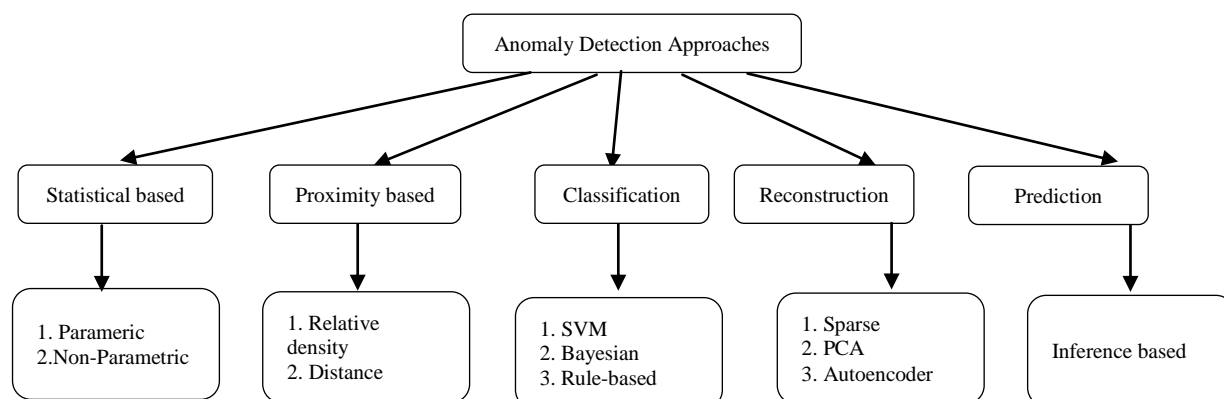 Anomaly Detection Approaches
Statistical based
Proximity based
Classification
Reconstruction
Prediction
1. Parameric
2.Non-Parametric
1. Relative
density
2. Distance
1. SVM
2. Bayesian
3. Rule-based
1. Sparse
2. PCA
3. Autoencoder
Inference based